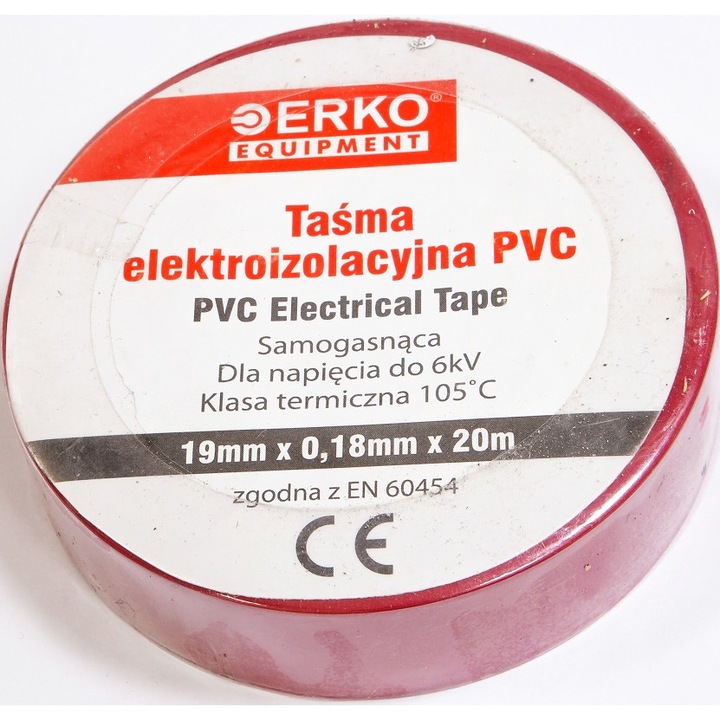 ERKO®
EQUIPMENT
Taśma
elektroizolacyjna PVC
PVC Electrical Tape
Samogasnąca
Dla napięcia do 6kV
Klasa termiczna 105°C
19mm x 0,18mm x 20m
zgodna z EN 60454
CE